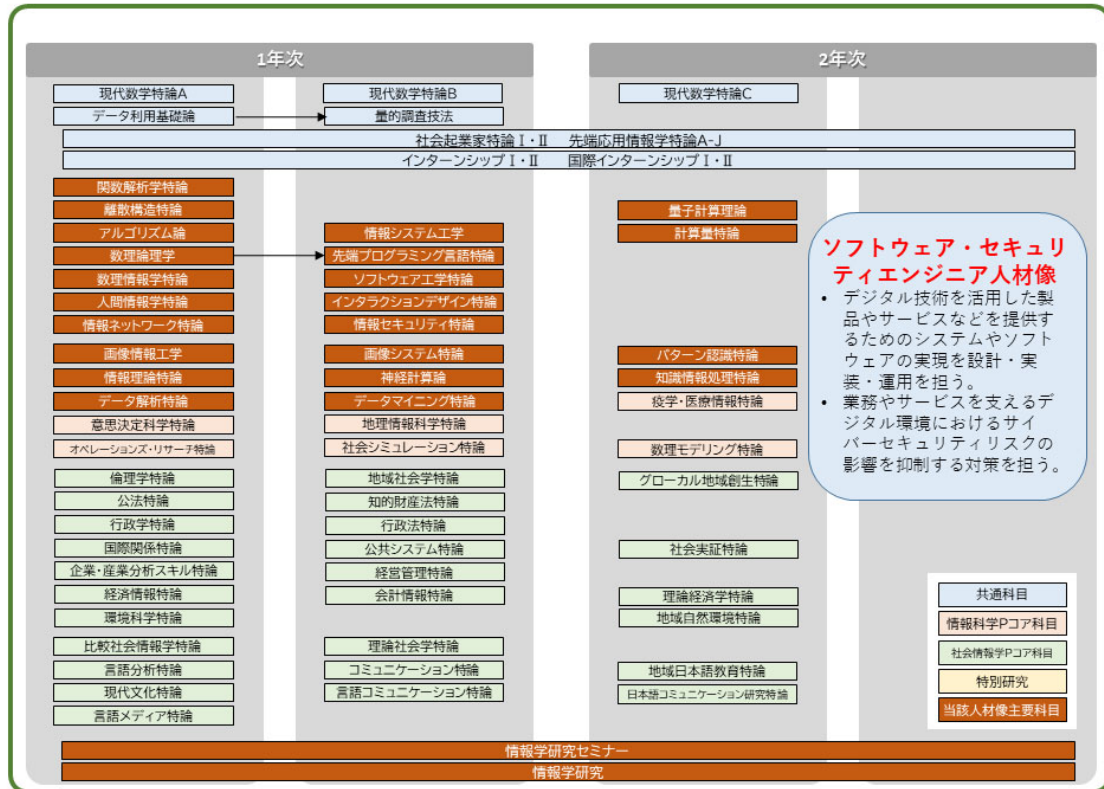 1年次
2年次
現代数学特論A
現代数学特論B
現代数学特論C
データ利用基礎論
量的調査技法
社会起業家特論Ⅰ・Ⅱ 先端応用情報学特論A-J
インターンシップⅠ・Ⅱ 国際インターンシップⅠ・Ⅱ
関数解析学特論
離散構造特論
量子計算理論
アルゴリズム論
情報システム工学
計算量特論
数理論理学
先端プログラミング言語特論
数理情報学特論
ソフトウェア工学特論
人間情報学特論
インタラクションデザイン特論
情報ネットワーク特論
情報セキュリティ特論
画像情報工学
画像システム特論
パターン認識特論
情報理論特論
神経計算論
知識情報処理特論
データ解析特論
データマイニング特論
疫学・医療情報特論
意思決定科学特論
地理情報科学特論
オペレーションズ・リサーチ特論
社会シミュレーション特論
数理モデリング特論
倫理学特論
地域社会学特論
グローカル地域創生特論
公法特論
知的財産法特論
行政学特論
行政法特論
国際関係特論
公共システム特論
社会実証特論
企業・産業分析スキル特論
経営管理特論
経済情報特論
会計情報特論
理論経済学特論
環境科学特論
地域自然環境特論
比較社会情報学特論
理論社会学特論
言語分析特論
コミュニケーション特論
地域日本語教育特論
現代文化特論
言語コミュニケーション特論
日本語コミュニケーション研究特論
言語メディア特論
情報学研究セミナー
情報学研究
ソフトウェア・セキュリ
ティエンジニア人材像
• デジタル技術を活用した製
品やサービスなどを提供す
るためのシステムやソフト
ウェアの実現を設計・実
装・運用を担う。
• 業務やサービスを支えるデ
ジタル環境におけるサイ
バーセキュリティリスクの
影響を抑制する対策を担う。
共通科目
情報科学Pコア科目
社会情報学Pコア科目
特別研究
当該人材像主要科目